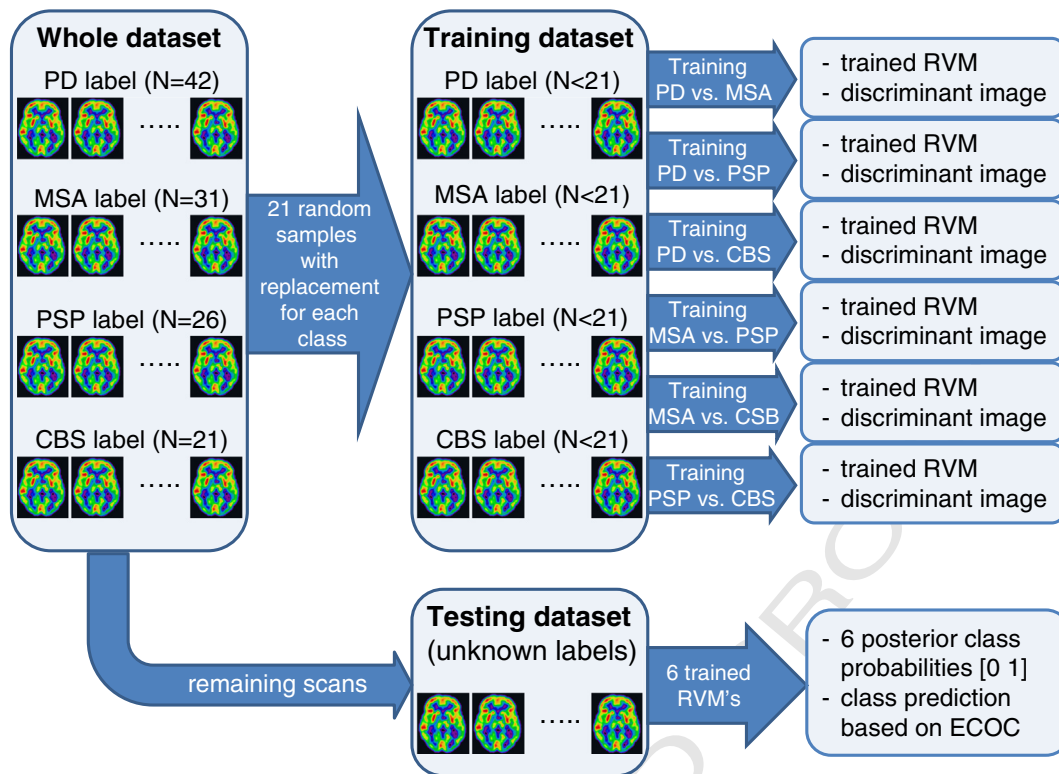 Whole dataset
PD label (N=42)
.....
MSA label (N=31)
.....
PSP label (N=26)
.....
CBS label (N=21)
.....
21 random
samples
with
replacement
for each
class
Training dataset
PD label (N<21)
.....
MSA label (N<21)
.....
PSP label (N<21)
.....
CBS label (N<21)
.....
Training
PD vs. MSA
- trained RVM
- discriminant image
Training
PD vs. PSP
- trained RVM
- discriminant image
Training
PD vs. CBS
- trained RVM
- discriminant image
Training
MSA vs. PSP
- trained RVM
- discriminant image
Training
MSA vs. CSB
- trained RVM
- discriminant image
Training
PSP vs. CBS
- trained RVM
- discriminant image
remaining scans
Testing dataset
(unknown labels)
.....
6 trained
RVM's
- 6 posterior class
probabilities [0 1]
- class prediction
based on ECOC